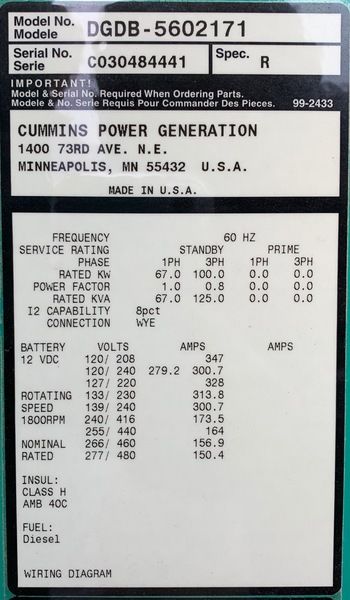 Model No. DGDB-5602171
Modele
Serial No. C030484441 Spec. R
Serie
IMPORTANT!
Model & Serial No. Required When Ordering Parts.
Modele & No. Serie Requis Pour Commander Des Pieces. 99-2433
CUMMINS POWER GENERATION
1400 73RD AVE. N.E.
MINNEAPOLIS, MN 55432 U.S.A.
MADE IN U.S.A.
FREQUENCY 60 HZ
SERVICE RATING STANDBY PRIME
PHASE 1PH 3PH 1PH 3PH
RATED KW 67.0 100.0 0.0 0.0
POWER FACTOR 1.0 0.8 0.0 0.0
RATED KVA 67.0 125.0 0.0 0.0
I2 CAPABILITY 8pct
CONNECTION WYE
BATTERY VOLTS AMPS AMPS
12 VDC 120/ 208 347
120/ 240 279.2 300.7
127/ 220 328
ROTATING 133/ 230 313.8
SPEED 139/ 240 300.7
1800RPM 240/ 416 173.5
255/ 440 164
NOMINAL 266/ 460 156.9
RATED 277/ 480 150.4
INSUL:
CLASS H
AMB 40C
FUEL:
Diesel
WIRING DIAGRAM